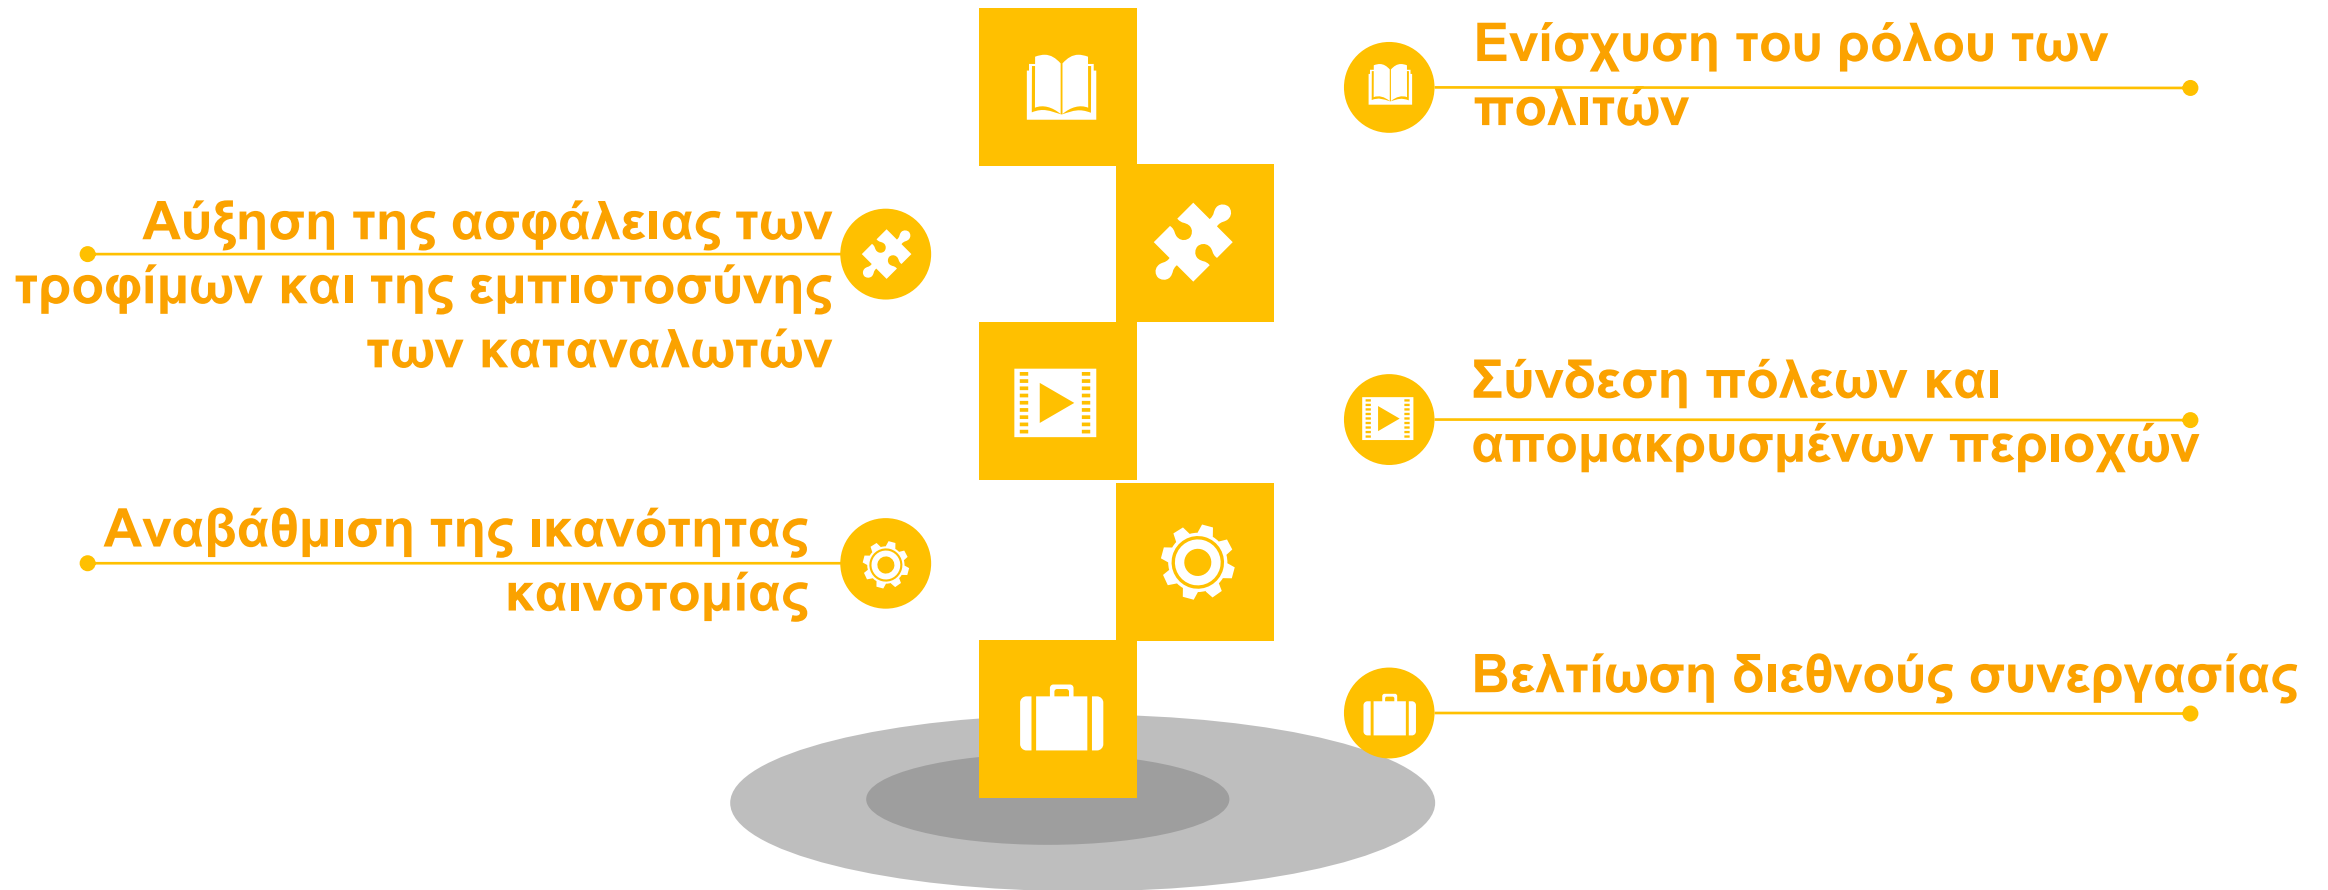 Ενίσχυση του ρόλου των
πολιτών
Αύξηση της ασφάλειας των
τροφίμων και της εμπιστοσύνης
των καταναλωτών
Σύνδεση πόλεων και
απομακρυσμένων περιοχών
Αναβάθμιση της ικανότητας
καινοτομίας
Βελτίωση διεθνούς συνεργασίας